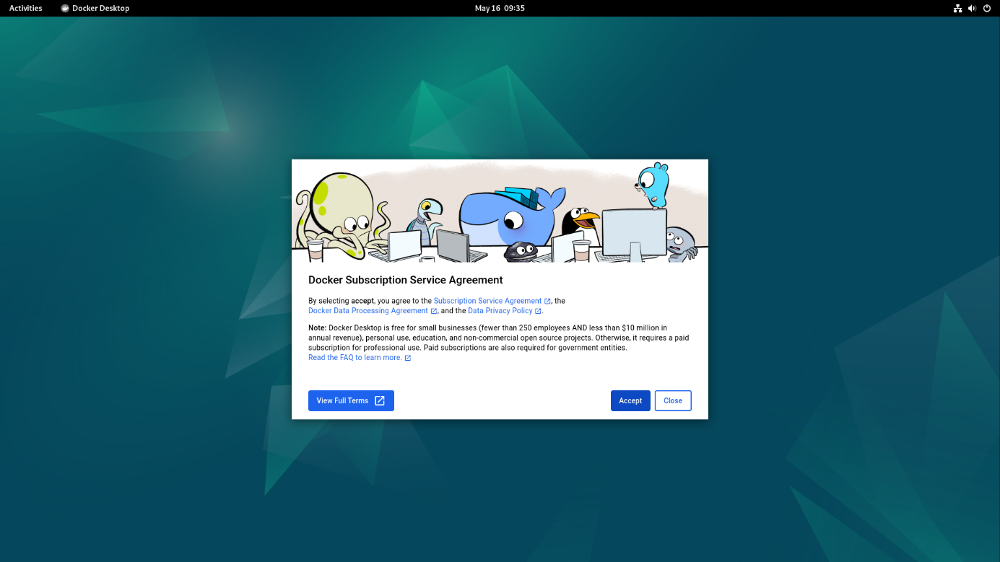 Activities Docker Desktop May 16 09:35
Docker Subscription Service Agreement
By selecting accept, you agree to the Subscription Service Agreement, the
Docker Data Processing Agreement, and the Data Privacy Policy.
Note: Docker Desktop is free for small businesses (fewer than 250 employees AND less than $10 million in
annual revenue), personal use, education, and non-commercial open source projects. Otherwise, it requires a paid
subscription for professional use. Paid subscriptions are also required for government entities.
Read the FAQ to learn more.
View Full Terms Accept Close